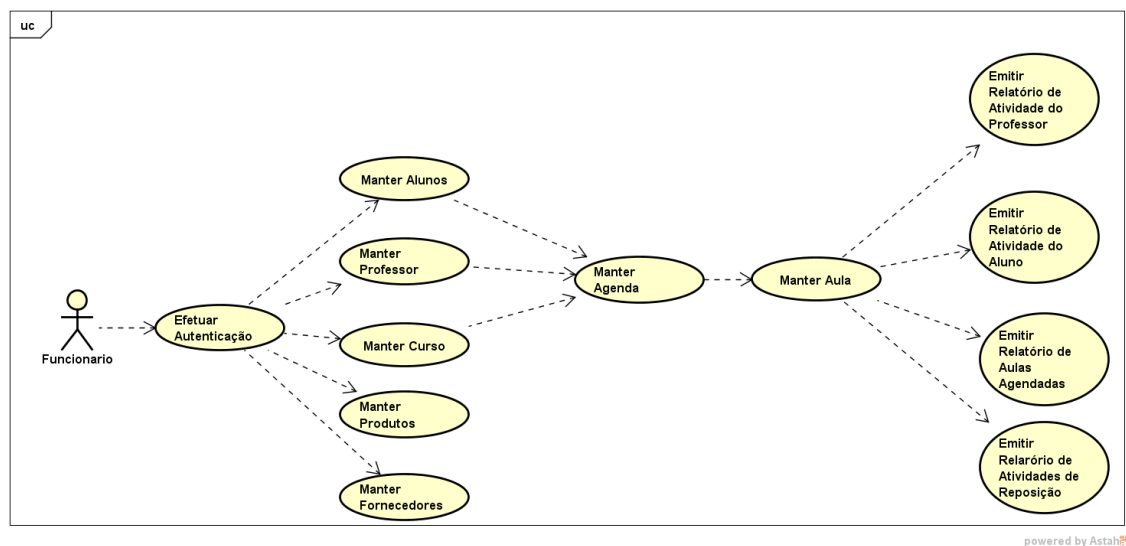 uc
Emitir
Relatório de
Atividade do
Professor
Manter Alunos
Emitir
Relatório de
Atividade do
Aluno
Manter
Professor
Manter
Agenda
Manter Aula
Efetuar
Autenticação
Funcionario
Manter Curso
Emitir
Relatório de
Aulas
Agendadas
Manter
Produtos
Emitir
Relarório de
Atividades de
Reposição
Manter
Fornecedores
powered by Astah